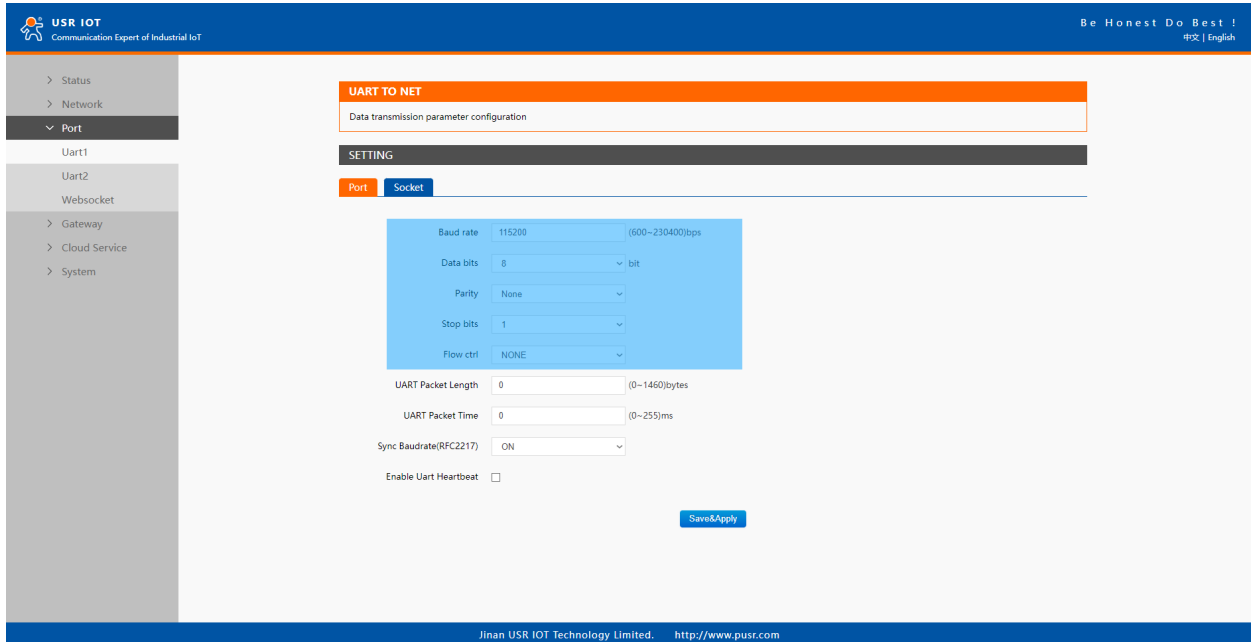 USR IOT
Communication Expert of Industrial IoT
Be Honest Do Best !
中文 | English
Status
Network
Port
Uart1
Uart2
Websocket
Gateway
Cloud Service
System
UART TO NET
Data transmission parameter configuration
SETTING
Port Socket
Baud rate 115200 (600~230400)bps
Data bits 8 bit
Parity None
Stop bits 1
Flow ctrl NONE
UART Packet Length 0 (0~1460)bytes
UART Packet Time 0 (0~255)ms
Sync Baudrate(RFC2217) ON
Enable Uart Heartbeat
Save&Apply
Jinan USR IOT Technology Limited. http://www.pusr.com